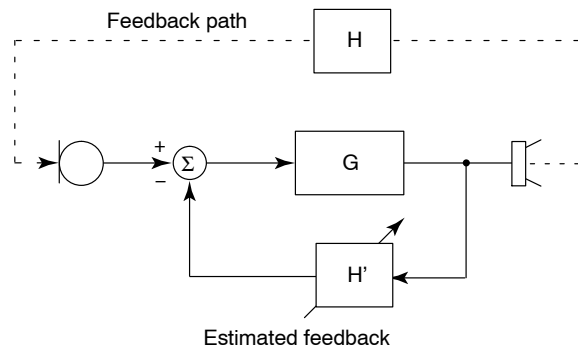 Feedback path
H
+
−
Σ
G
H'
Estimated feedback